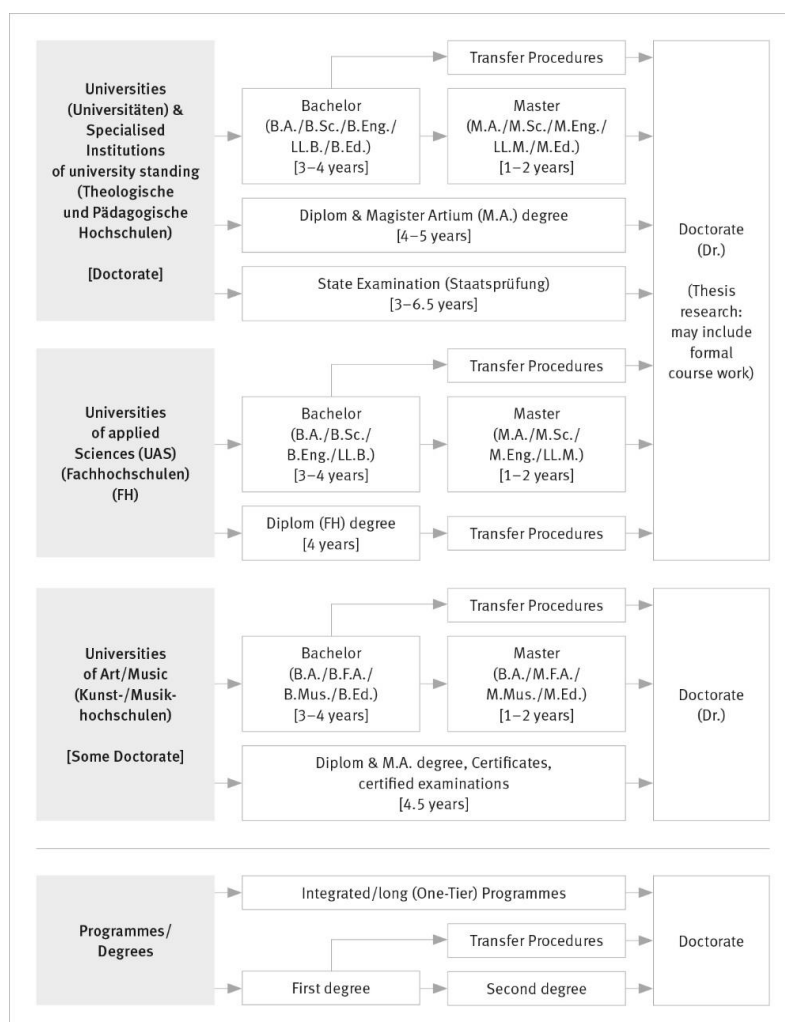 Universities
(Universitäten) &
Specialised
Institutions
of university standing
(Theologische
und Pädagogische
Hochschulen)
[Doctorate]
Transfer Procedures
Bachelor
(B.A./B.Sc./B.Eng./
LL.B./B.Ed.)
[3–4 years]
Master
(M.A./M.Sc./M.Eng./
LL.M./M.Ed.)
[1–2 years]
Diplom & Magister Artium (M.A.) degree
[4–5 years]
State Examination (Staatsprüfung)
[3–6.5 years]
Doctorate
(Dr.)
(Thesis
research:
may include
formal
course work)
Universities
of applied
Sciences (UAS)
(Fachhochschulen)
(FH)
Transfer Procedures
Bachelor
(B.A./B.Sc./
B.Eng./LL.B.)
[3–4 years]
Master
(M.A./M.Sc./
M.Eng./LL.M.)
[1–2 years]
Diplom (FH) degree
[4 years]
Transfer Procedures
Universities
of Art/Music
(Kunst-/Musik-
hochschulen)
[Some Doctorate]
Transfer Procedures
Bachelor
(B.A./B.F.A./
B.Mus./B.Ed.)
[3–4 years]
Master
(B.A./M.F.A./
M.Mus./M.Ed.)
[1–2 years]
Diplom & M.A. degree, Certificates,
certified examinations
[4.5 years]
Doctorate
(Dr.)
Programmes/
Degrees
Integrated/long (One-Tier) Programmes
Transfer Procedures
First degree
Second degree
Doctorate